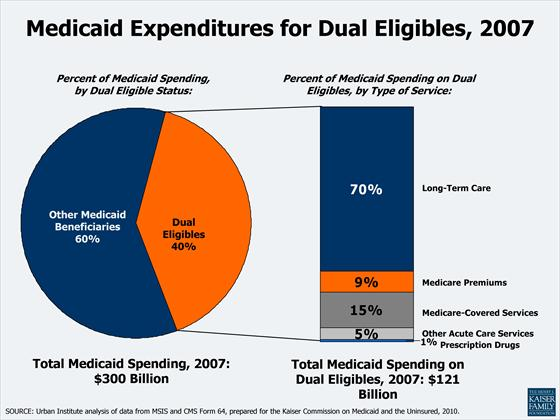 Medicaid Expenditures for Dual Eligibles, 2007
Percent of Medicaid Spending,
by Dual Eligible Status:
Other Medicaid
Beneficiaries
60%
Dual
Eligibles
40%
Total Medicaid Spending, 2007:
$300 Billion
Percent of Medicaid Spending on Dual
Eligibles, by Type of Service:
70%
Long-Term Care
9%
Medicare Premiums
15%
Medicare-Covered Services
5%
Other Acute Care Services
1% Prescription Drugs
Total Medicaid Spending on
Dual Eligibles, 2007: $121
Billion
SOURCE: Urban Institute analysis of data from MSIS and CMS Form 64, prepared for the Kaiser Commission on Medicaid and the Uninsured, 2010.
THE HENRY J.
KAISER
FAMILY
FOUNDATION